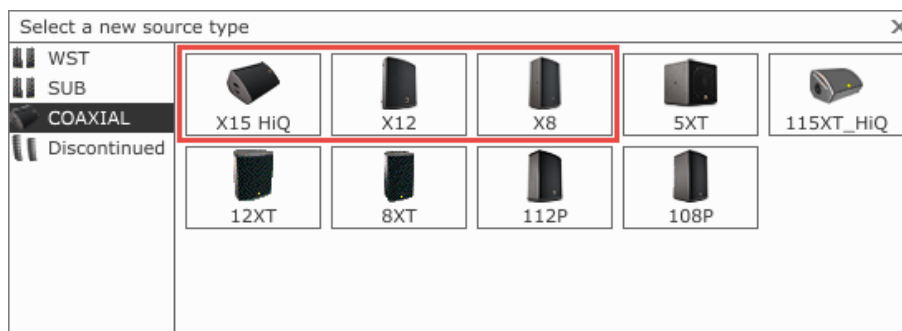 Select a new source type X
WST
SUB
COAXIAL
Discontinued
X15 HiQ X12 X8 5XT 115XT_HiQ
12XT 8XT 112P 108P